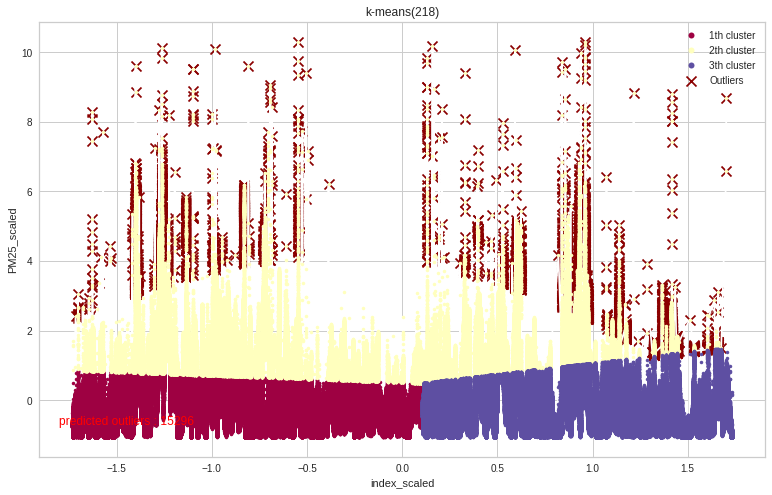 k-means(218)
1th cluster
2th cluster
3th cluster
Outliers
PM25_scaled
10
8
6
4
2
0
predicted outliers : 15296
−1.5
−1.0
−0.5
0.0
0.5
1.0
1.5
index_scaled